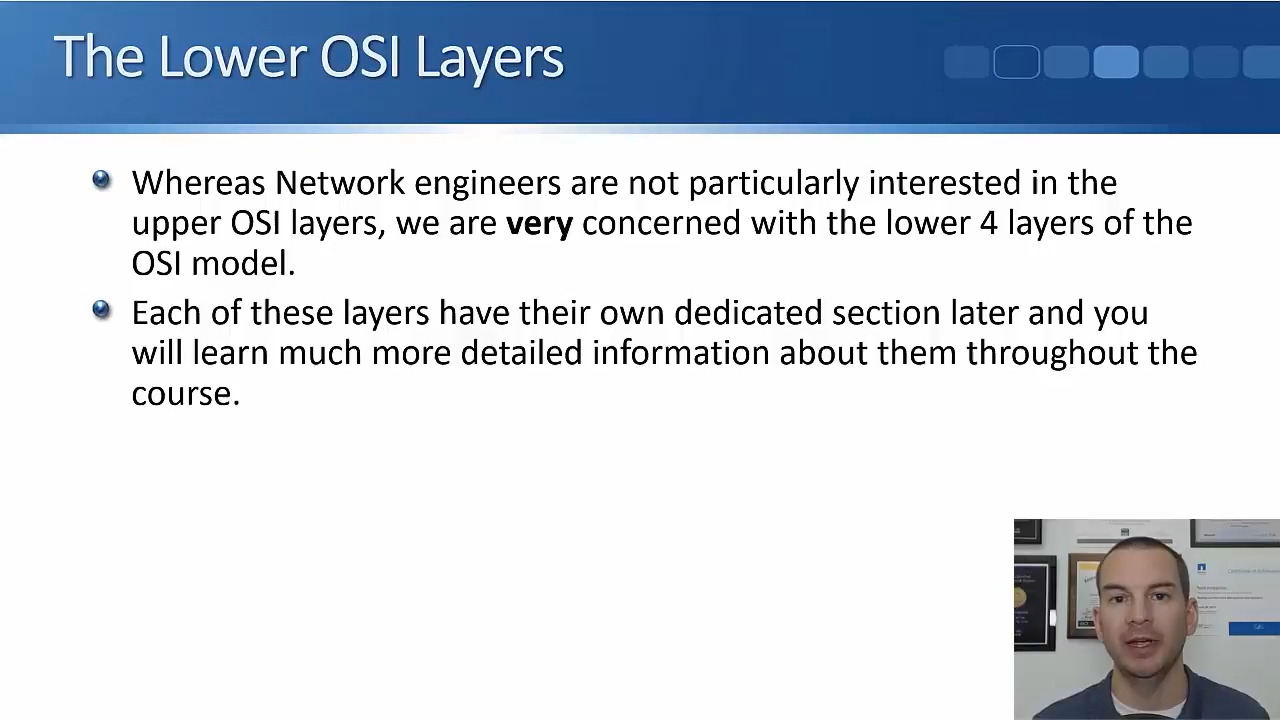 The Lower OSI Layers
Whereas Network engineers are not particularly interested in the
upper OSI layers, we are very concerned with the lower 4 layers of the
OSI model.
Each of these layers have their own dedicated section later and you
will learn much more detailed information about them throughout the
course.